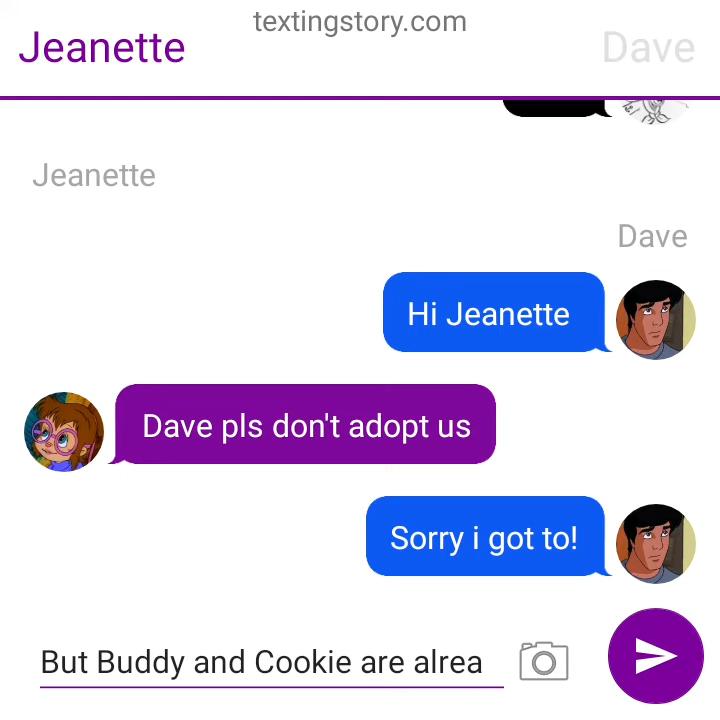 textingstory.com
Jeanette
Dave
Jeanette
Dave
Hi Jeanette
Dave pls don't adopt us
Sorry i got to!
But Buddy and Cookie are alrea